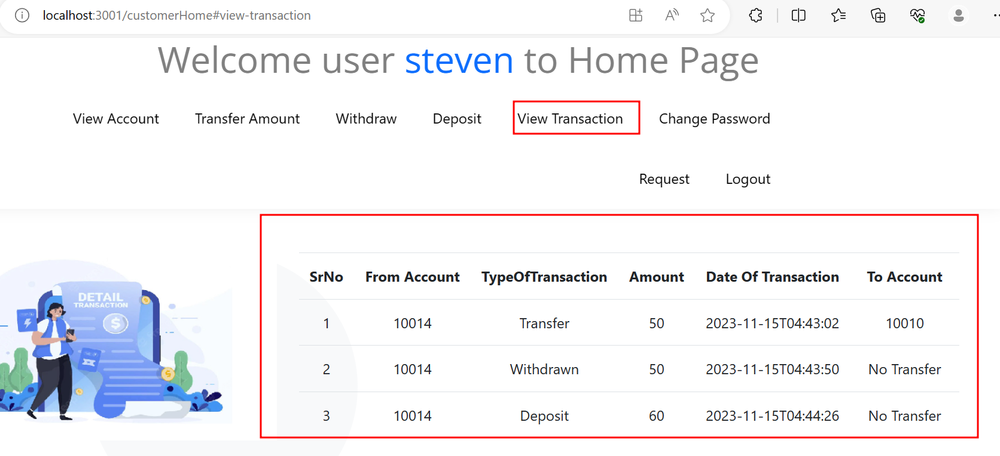 localhost:3001/customerHome#view-transaction
Welcome user steven to Home Page
View Account Transfer Amount Withdraw Deposit View Transaction Change Password
Request Logout
DETAIL
TRANSACTION
$
SrNo From Account TypeOfTransaction Amount Date Of Transaction To Account
1 10014 Transfer 50 2023-11-15T04:43:02 10010
2 10014 Withdrawn 50 2023-11-15T04:43:50 No Transfer
3 10014 Deposit 60 2023-11-15T04:44:26 No Transfer